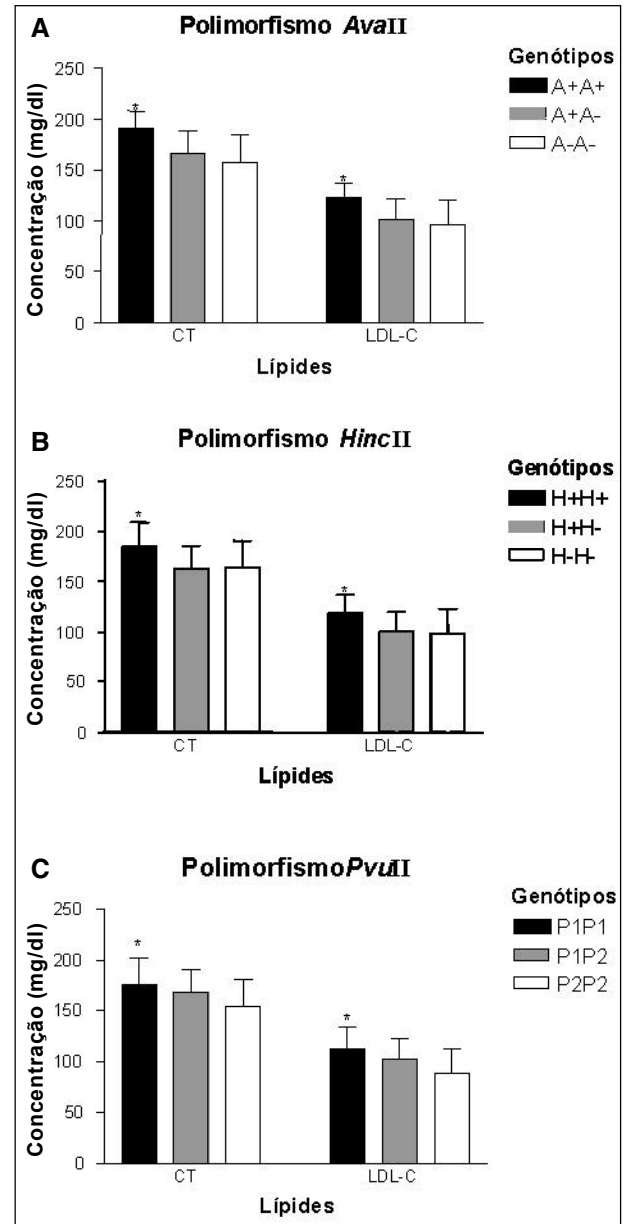 A
Polimorfismo AvaII
Concentração (mg/dl)
250
200
150
100
50
0
*
*
CT
LDL-C
Lípides
Genótipos
A+A+
A+A-
A-A-
B
Polimorfismo HincII
Concentração (mg/dl)
250
200
150
100
50
0
*
*
CT
LDL-C
Lípides
Genótipos
H+H+
H+H-
H-H-
C
PolimorfismoPvuII
Concentração (mg/dl)
250
200
150
100
50
0
*
*
CT
LDL-C
Lípides
Genótipos
P1P1
P1P2
P2P2